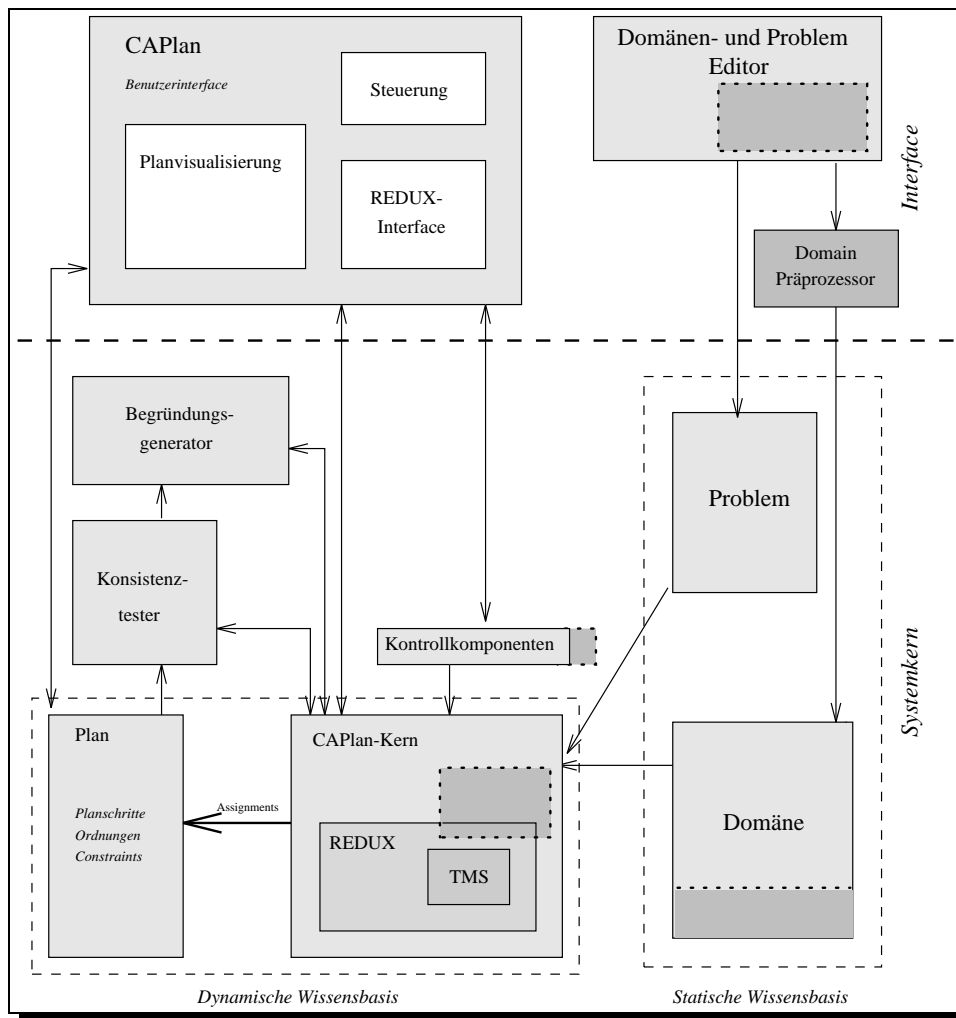 CAPlan
Benutzerinterface
Steuerung
Planvisualisierung
REDUX-
Interface
Domänen- und Problem
Editor
Interface
Domain
Präprozessor
Begründungs-
generator
Konsistenz-
tester
Kontrollkomponenten
Problem
Systemkern
Plan
Planschritte
Ordnungen
Constraints
Assignments
CAPlan-Kern
REDUX
TMS
Domäne
Dynamische Wissensbasis
Statische Wissensbasis